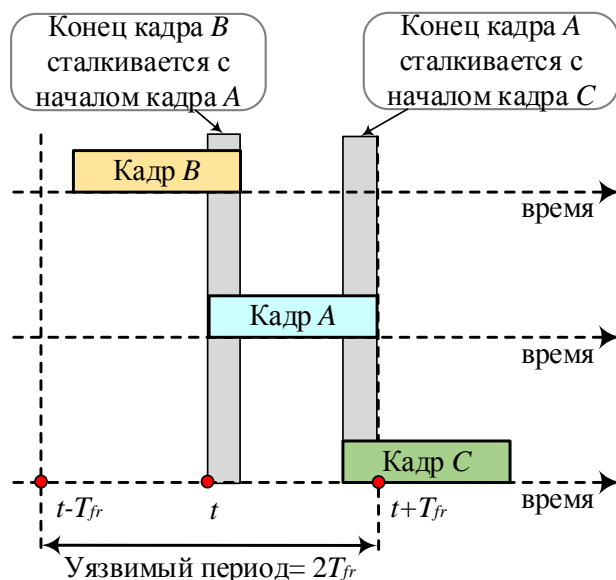 Конец кадра B
сталкивается с
началом кадра A
Конец кадра A
сталкивается с
началом кадра C
Кадр B
время
Кадр A
время
Кадр C
t-Tfr
t
t+Tfr
время
Уязвимый период= 2Tfr